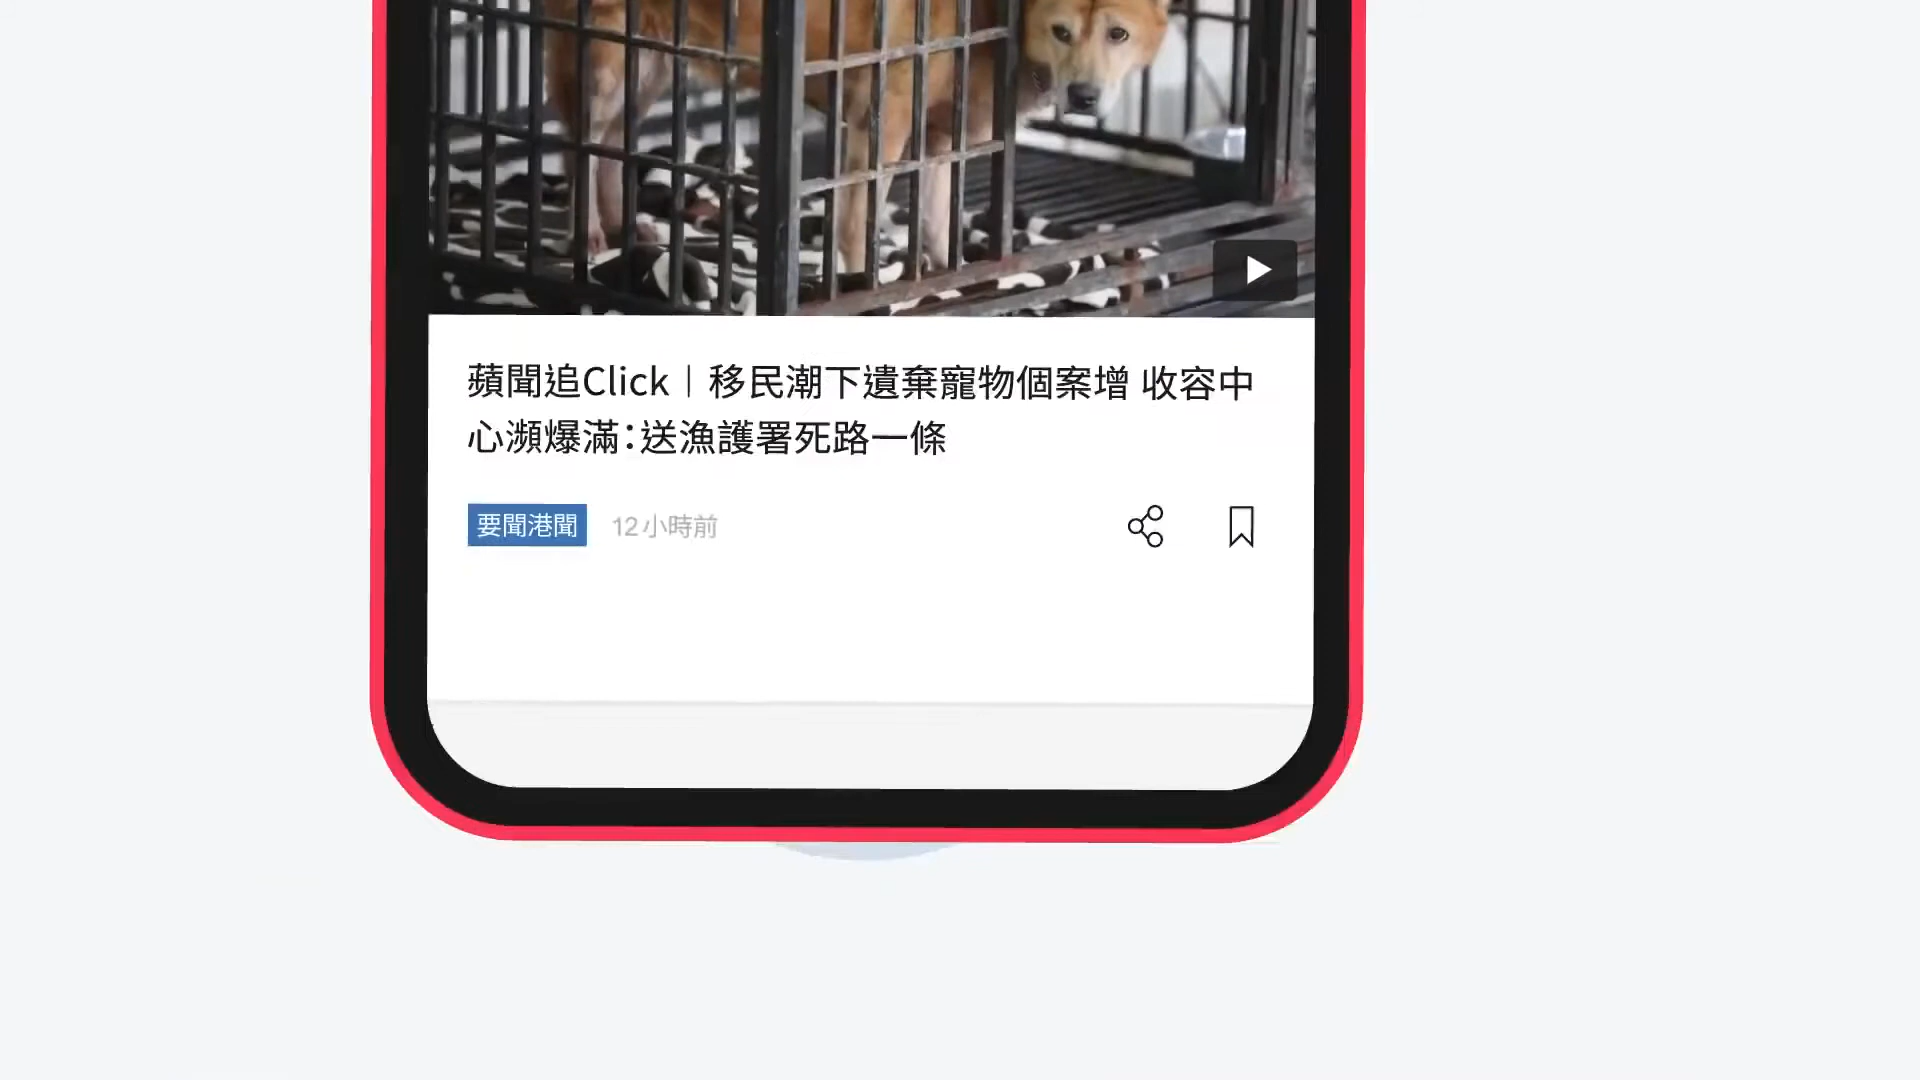 蘋聞追Click｜移民潮下遺棄寵物個案增 收容中
心瀕爆滿：送漁護署死路一條
要聞港聞 12小時前